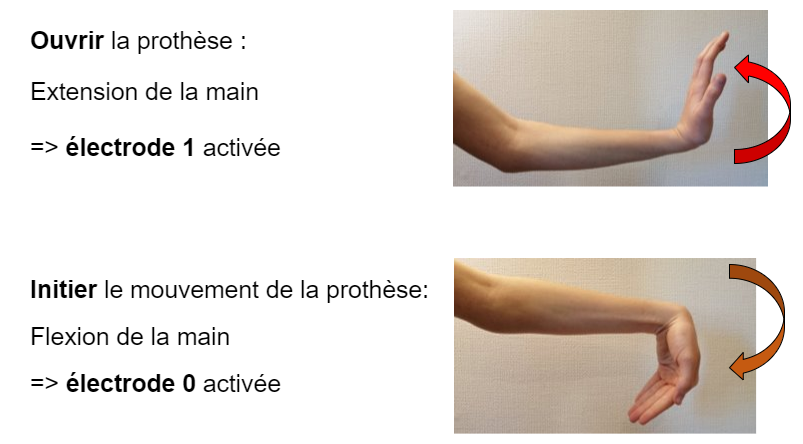 Ouvrir la prothèse :
Extension de la main
=> électrode 1 activée
Initier le mouvement de la prothèse:
Flexion de la main
=> électrode 0 activée